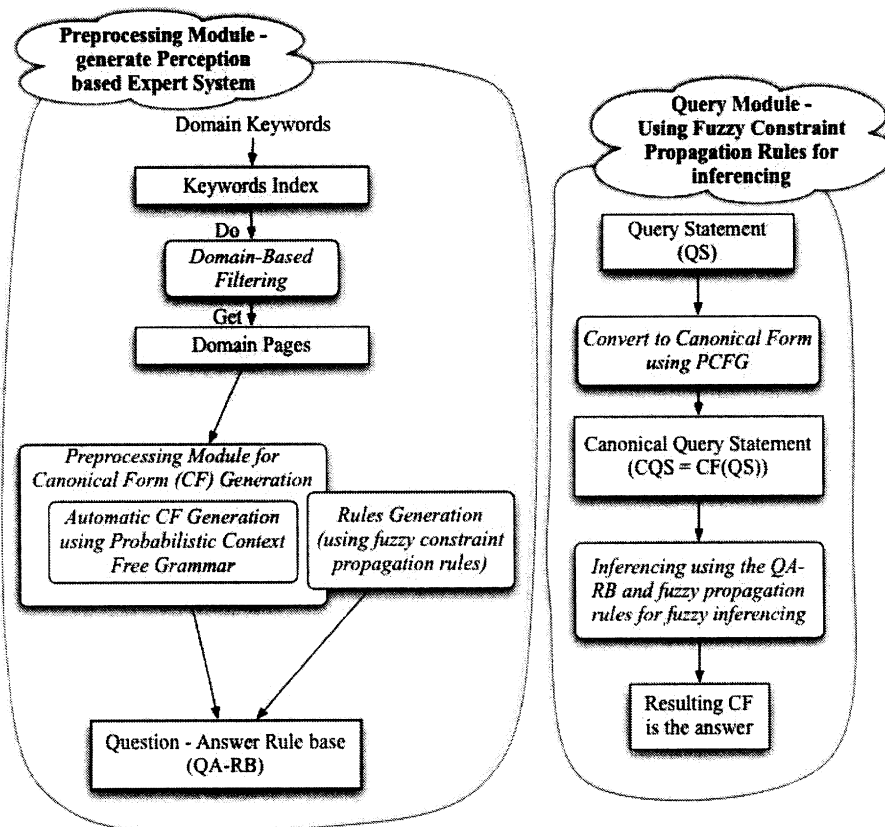 Preprocessing Module -
generate Perception
based Expert System
Domain Keywords
Keywords Index
Do
Domain-Based
Filtering
Get
Domain Pages
Preprocessing Module for
Canonical Form (CF) Generation
Automatic CF Generation
using Probabilistic Context
Free Grammar
Rules Generation
(using fuzzy constraint
propagation rules)
Question - Answer Rule base
(QA-RB)
Query Module -
Using Fuzzy Constraint
Propagation Rules for
inferencing
Query Statement
(QS)
Convert to Canonical Form
using PCFG
Canonical Query Statement
(CQS = CF(QS))
Inferencing using the QA-
RB and fuzzy propagation
rules for fuzzy inferencing
Resulting CF
is the answer